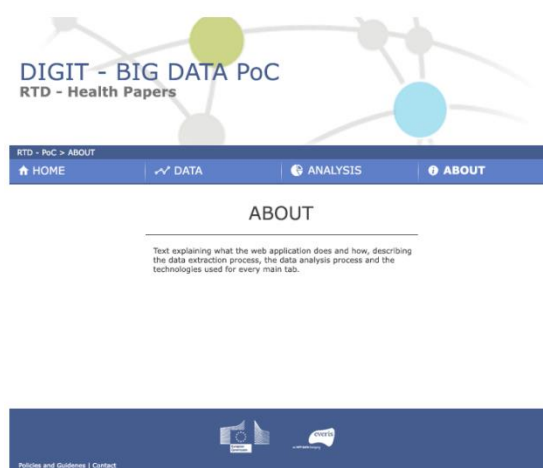 DIGIT - BIG DATA PoC
RTD - Health Papers
RTD - PoC > ABOUT
HOME
DATA
ANALYSIS
ABOUT
ABOUT
Text explaining what the web application does and how, describing
the data extraction process, the data analysis process and the
technologies used for every main tab.
everis
Policies and Guidenes | Contact